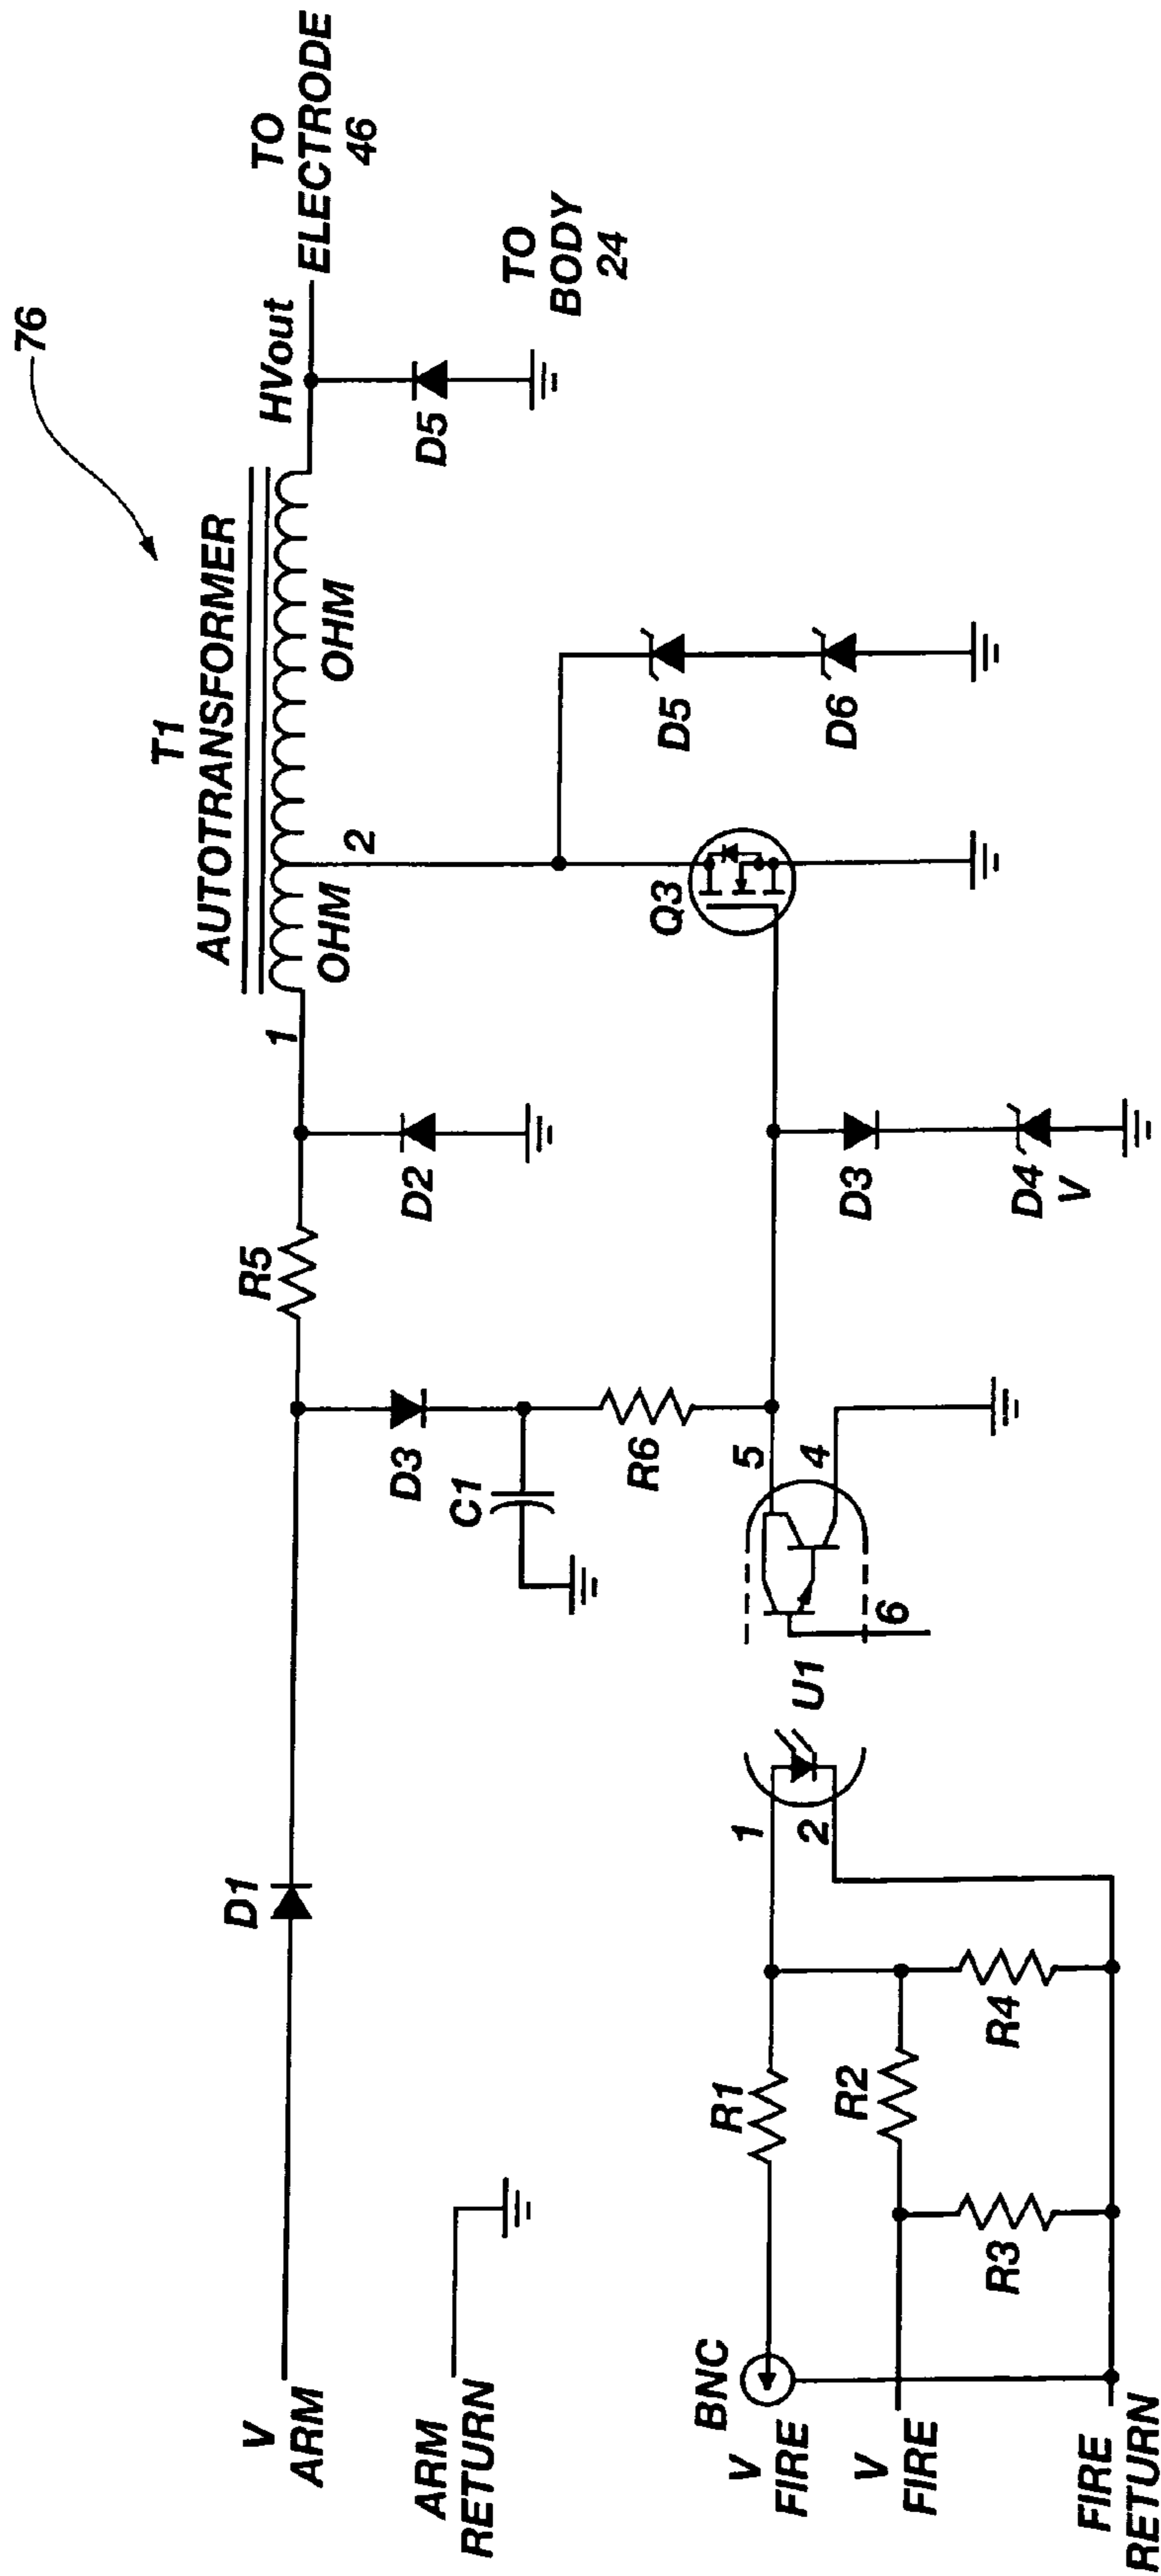 76
T1
AUTOTRANSFORMER
HVout
TO
ELECTRODE
46
V
ARM
D1
R5
1
OHM
2
OHM
D5
TO
BODY
24
ARM
RETURN
D3
C1
D2
R6
D5
D6
Q3
BNC
V
FIRE
R1
1
2
U1
5
4
6
D3
D4
V
V
FIRE
R2
R3
R4
FIRE
RETURN